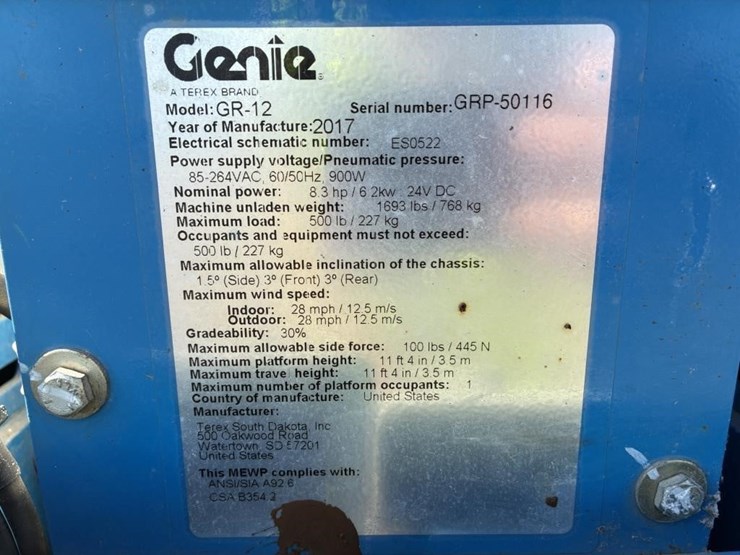 Genie
A TEREX BRAND
Model: GR-12 Serial number: GRP-50116
Year of Manufacture: 2017
Electrical schematic number: ES0522
Power supply voltage/Pneumatic pressure:
85-264VAC, 60/50Hz, 900W
Nominal power: 8.3 hp / 6.2kw 24V DC
Machine unladen weight: 1693 lbs / 768 kg
Maximum load: 500 lb / 227 kg
Occupants and equipment must not exceed:
500 lb / 227 kg
Maximum allowable inclination of the chassis:
1.5º (Side) 3º (Front) 3º (Rear)
Maximum wind speed:
Indoor: 28 mph / 12.5 m/s
Outdoor: 28 mph / 12.5 m/s
Gradeability: 30%
Maximum allowable side force: 100 lbs / 445 N
Maximum platform height: 11 ft 4 in / 3.5 m
Maximum travel height: 11 ft 4 in / 3.5 m
Maximum number of platform occupants: 1
Country of manufacture: United States
Manufacturer:
Terex South Dakota, Inc
500 Oakwood Road
Watertown, SD 57201
United States
This MEWP complies with:
ANSI/SIA A92.6
CSA B354.2